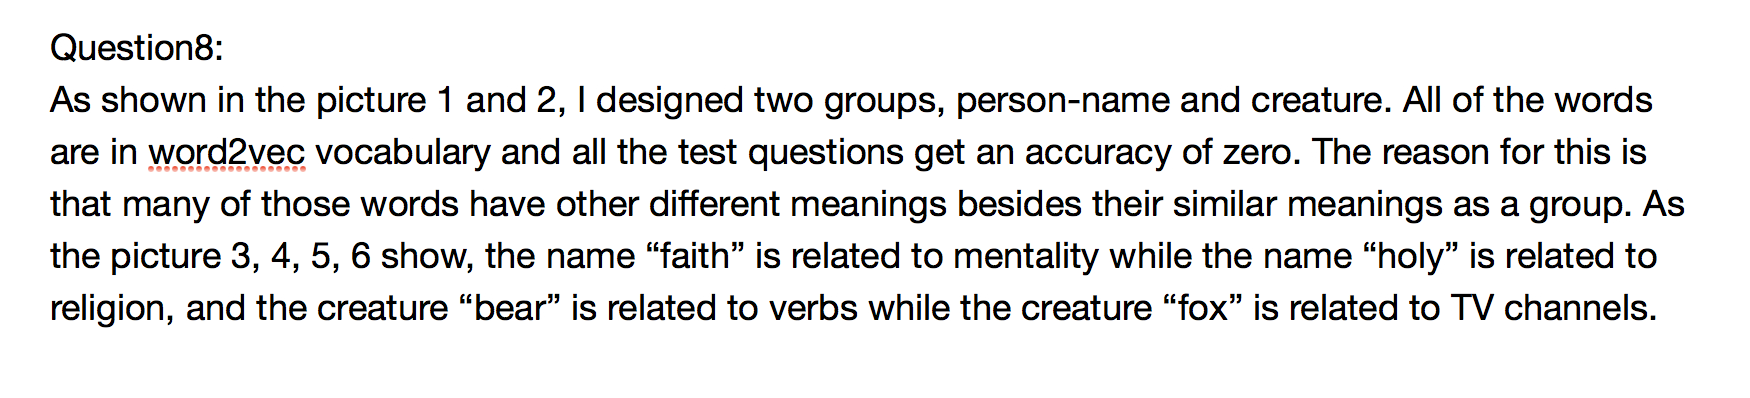 Question8:
As shown in the picture 1 and 2, I designed two groups, person-name and creature. All of the words
are in word2vec vocabulary and all the test questions get an accuracy of zero. The reason for this is
that many of those words have other different meanings besides their similar meanings as a group. As
the picture 3, 4, 5, 6 show, the name “faith” is related to mentality while the name “holy” is related to
religion, and the creature “bear” is related to verbs while the creature “fox” is related to TV channels.